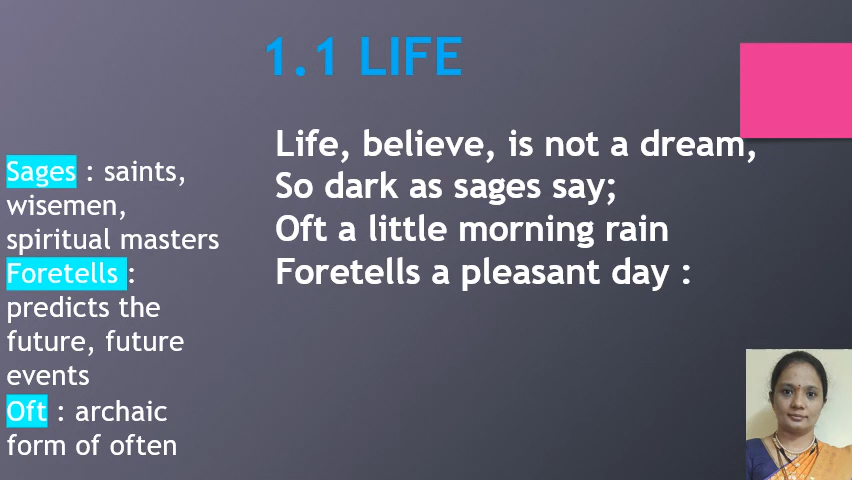 1.1 LIFE
Life, believe, is not a dream,
So dark as sages say;
Oft a little morning rain
Foretells a pleasant day :
Sages : saints,
wisemen,
spiritual masters
Foretells :
predicts the
future, future
events
Oft : archaic
form of often